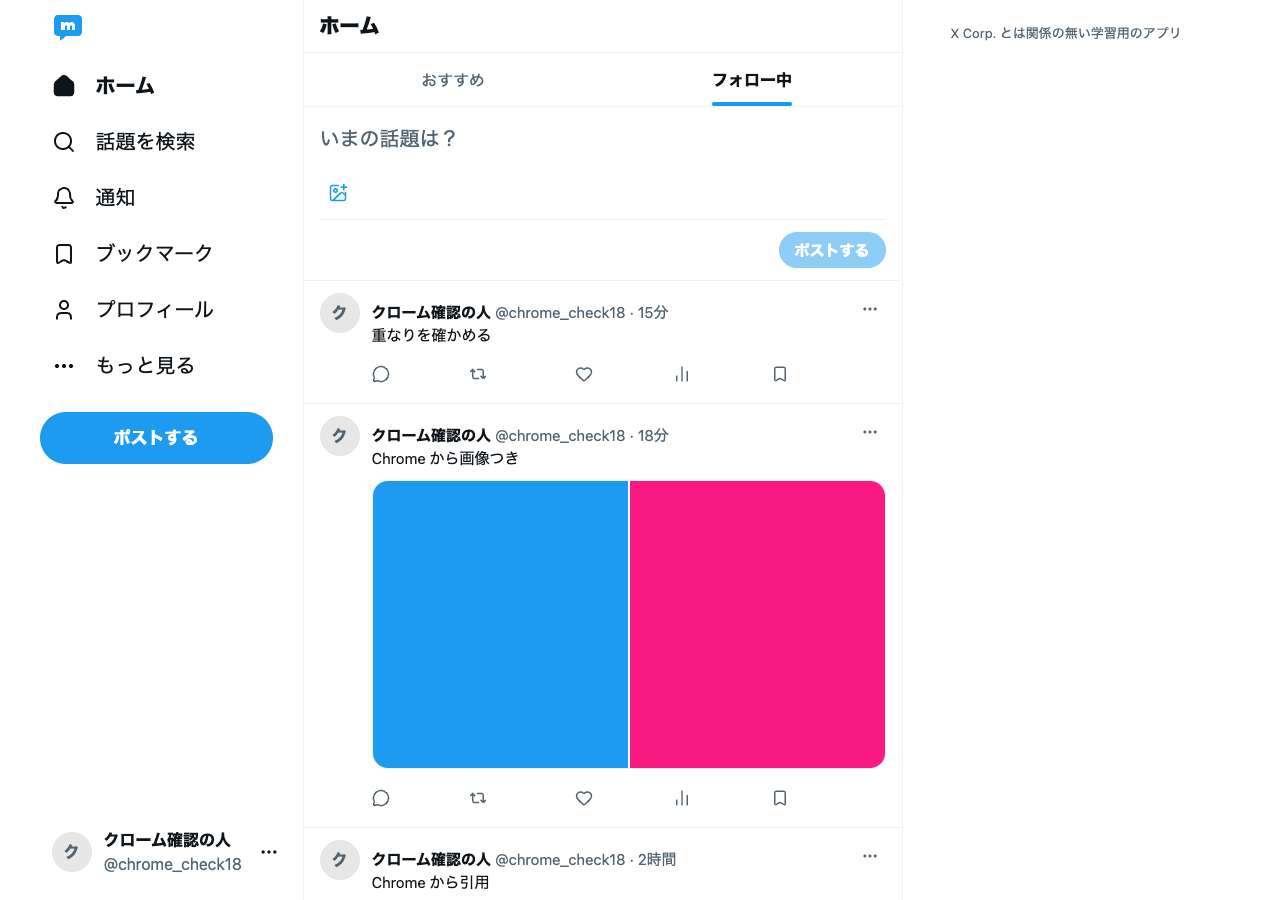 m
ホーム
話題を検索
通知
ブックマーク
プロフィール
もっと見る
ポストする
ク
クローム確認の人
@chrome_check18
ホーム
おすすめ
フォロー中
いまの話題は？
ポストする
ク
クローム確認の人 @chrome_check18 · 15分
重なりを確かめる
ク
クローム確認の人 @chrome_check18 · 18分
Chrome から画像つき
ク
クローム確認の人 @chrome_check18 · 2時間
Chrome から引用
X Corp. とは関係の無い学習用のアプリ